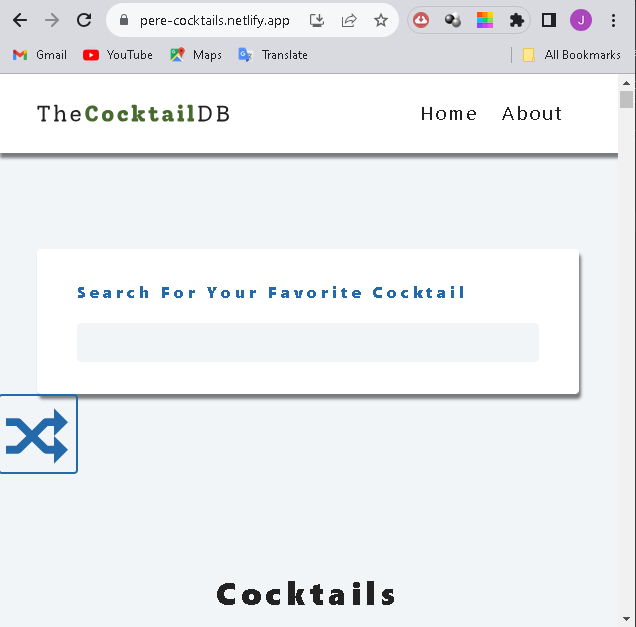 pere-cocktails.netlify.app
J
Gmail YouTube Maps Translate All Bookmarks
TheCocktailDB Home About
Search For Your Favorite Cocktail
Cocktails